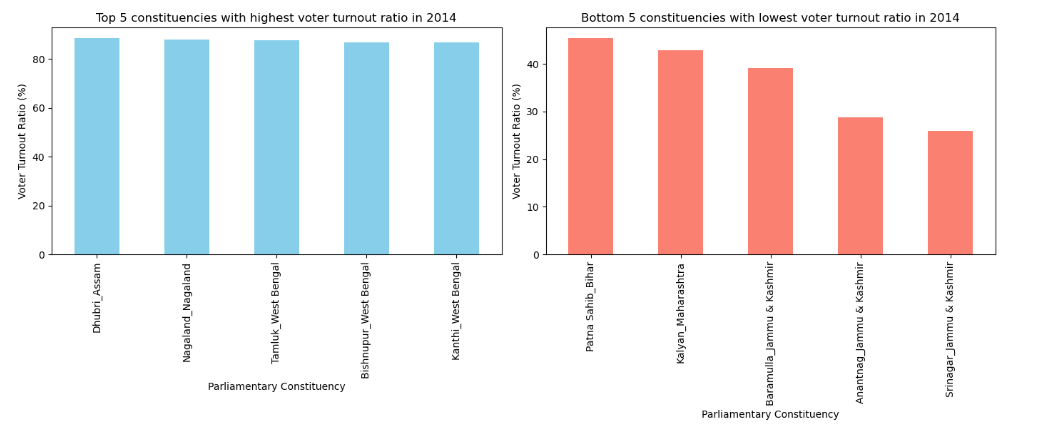 Top 5 constituencies with highest voter turnout ratio in 2014
Voter Turnout Ratio (%)
80
60
40
20
0
Dhubri_Assam
Nagaland_Nagaland
Tamluk_West Bengal
Bishnupur_West Bengal
Kanthi_West Bengal
Parliamentary Constituency
Bottom 5 constituencies with lowest voter turnout ratio in 2014
Voter Turnout Ratio (%)
40
30
20
10
0
Patna Sahib_Bihar
Kalyan_Maharashtra
Baramulla_Jammu & Kashmir
Anantnag_Jammu & Kashmir
Srinagar_Jammu & Kashmir
Parliamentary Constituency